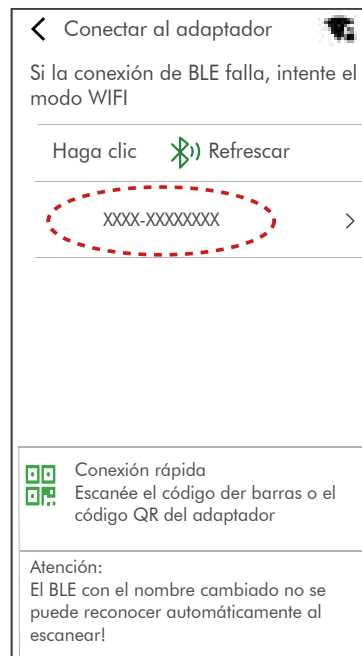 Conectar al adaptador
Si la conexión de BLE falla, intente el
modo WIFI
Haga clic Refrescar
XXXX-XXXXXXXX
Conexión rápida
Escanée el código der barras o el
código QR del adaptador
Atención:
El BLE con el nombre cambiado no se
puede reconocer automáticamente al
escanear!